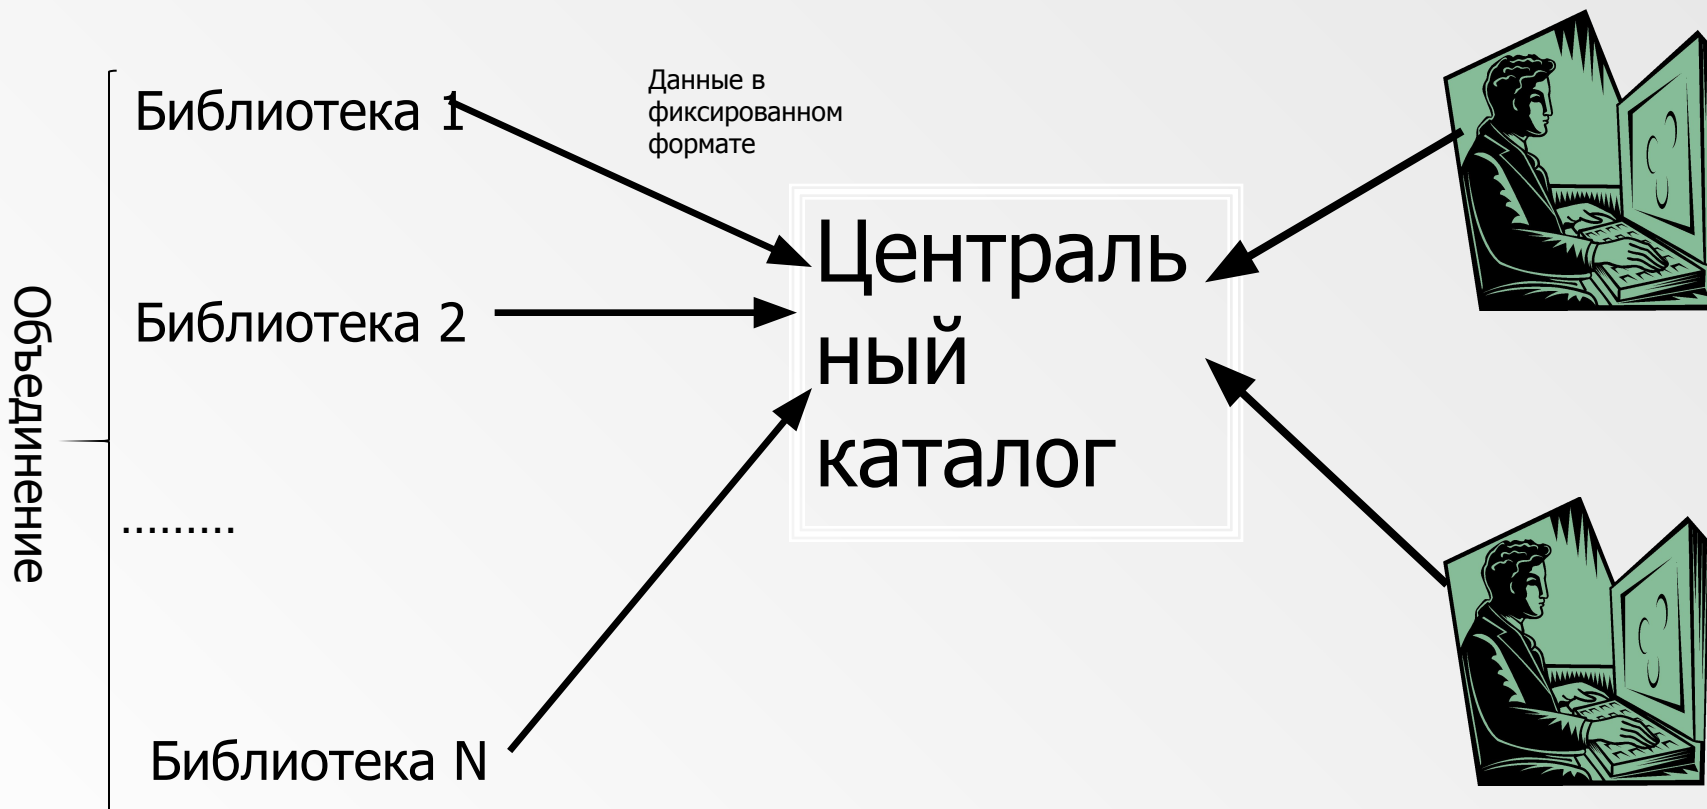 Объединение
Библиотека 1
Данные в
фиксированном
формате
Библиотека 2
Централь
ный
каталог
.........
Библиотека N